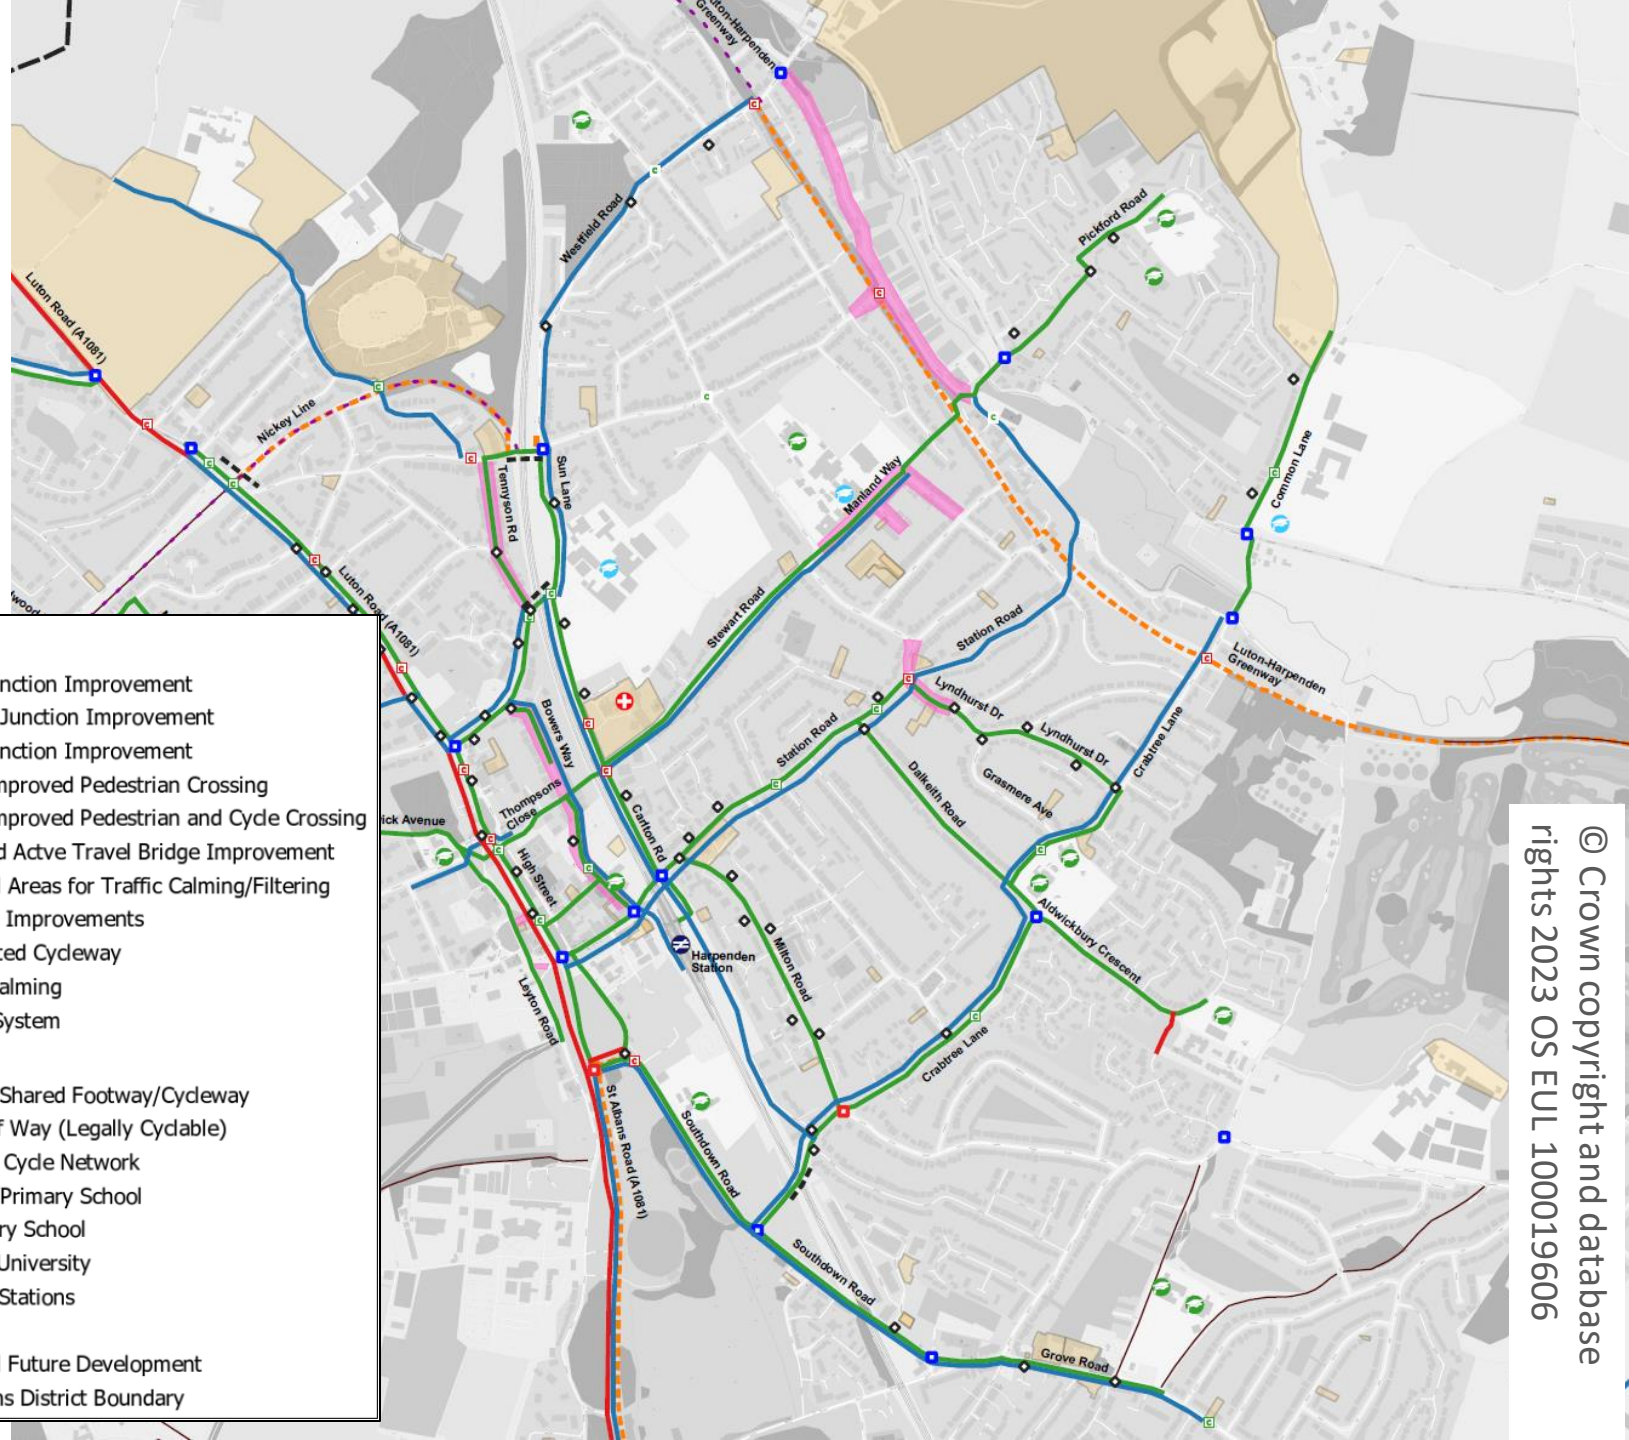 Luton-Harpenden
Greenway
Pickford Road
Westfield Road
Luton Road (A1081)
Nickey Line
Common Lane
Sun Lane
Tennyson Rd
Manland Way
Luton Road (A1081)
Stewart Road
Station Road
Luton-Harpenden
Greenway
Lyndhurst Dr
Lyndhurst Dr
Crabtree Lane
Bowers Way
Station Road
Grasmere Ave
Dalkeith Road
Thompsons
Close
Carlton Rd
rick Avenue
High Street
Aldwickbury Crescent
Harpenden
Station
Milton Road
Leyton Road
Crabtree Lane
St Albans Road (A1081)
Southdown Road
Southdown Road
Grove Road
nction Improvement
Junction Improvement
nction Improvement
mproved Pedestrian Crossing
mproved Pedestrian and Cycle Crossing
d Actve Travel Bridge Improvement
l Areas for Traffic Calming/Filtering
Improvements
ted Cycleway
alming
System
Shared Footway/Cycleway
f Way (Legally Cyclable)
Cycle Network
Primary School
ry School
University
Stations
l Future Development
ns District Boundary
© Crown copyright and database
rights 2023 OS EUL 100019606